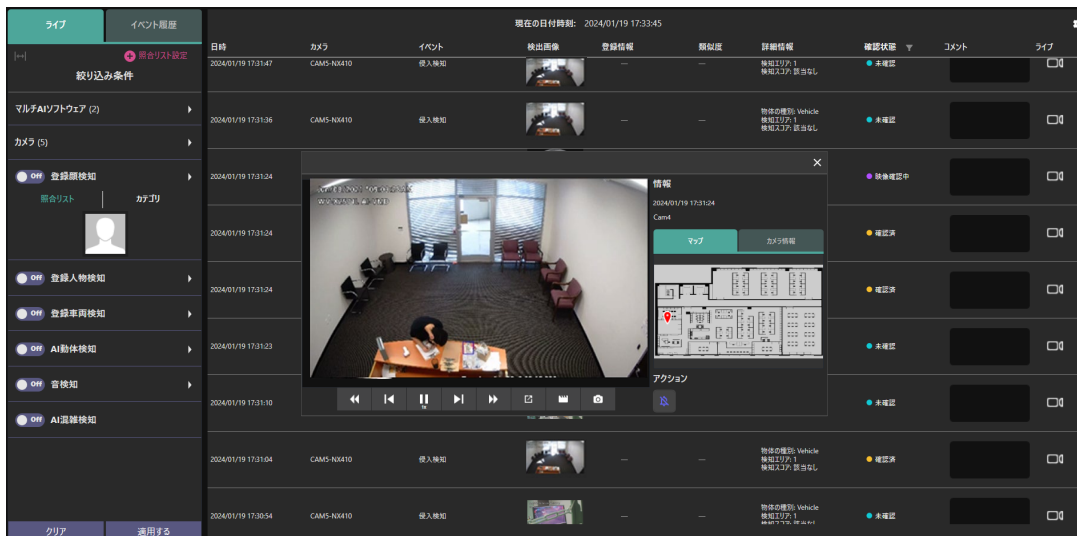 ライブ
イベント履歴
現在の日付時刻: 2024/01/19 17:33:45
照合リスト設定
絞り込み条件
マルチAIソフトウェア (2)
カメラ (5)
Off 登録顔検知
照合リスト
カテゴリ
Off 登録人物検知
Off 登録車両検知
Off AI動体検知
Off 音検知
Off AI混雑検知
クリア
適用する
日時 カメラ イベント 検出画像 登録情報 類似度 詳細情報 確認状態 コメント ライブ
2024/01/19 17:31:47 CAM5-NX410 侵入検知 — — 検知エリア: 1
検知スコア: 該当なし
未確認
2024/01/19 17:31:36 CAM5-NX410 侵入検知 — — 物体の種別: Vehicle
検知エリア: 1
検知スコア: 該当なし
未確認
2024/01/19 17:31:24
映像確認中
2024/01/19 17:31:24
確認済
2024/01/19 17:31:24
確認済
2024/01/19 17:31:23
未確認
2024/01/19 17:31:10
未確認
2024/01/19 17:31:04 CAM5-NX410 侵入検知 — — 物体の種別: Vehicle
検知エリア: 1
検知スコア: 該当なし
確認済
2024/01/19 17:30:54 CAM5-NX410 侵入検知 — — 物体の種別: Vehicle
検知エリア: 1
検知スコア: 該当なし
未確認
情報
2024/01/19 17:31:24
Cam4
マップ
カメラ情報
アクション
1x